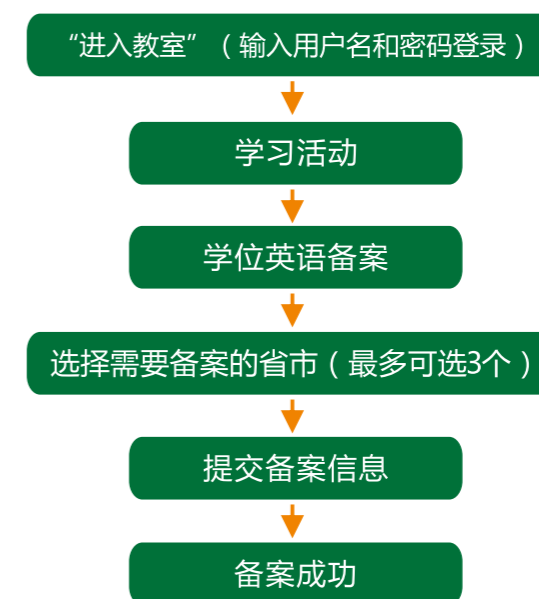 “进入教室”（输入用户名和密码登录）
学习活动
学位英语备案
选择需要备案的省市（最多可选3个）
提交备案信息
备案成功